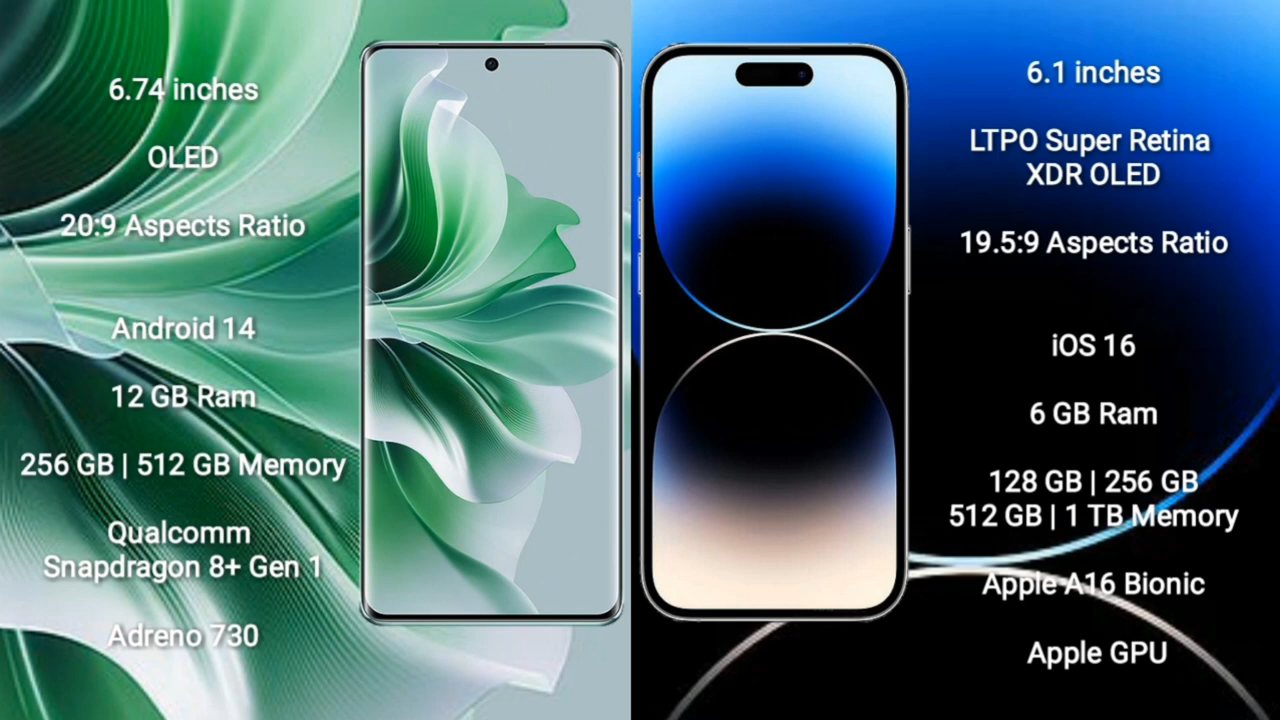 6.74 inches
OLED
20:9 Aspects Ratio
Android 14
12 GB Ram
256 GB | 512 GB Memory
Qualcomm
Snapdragon 8+ Gen 1
Adreno 730
6.1 inches
LTPO Super Retina
XDR OLED
19.5:9 Aspects Ratio
iOS 16
6 GB Ram
128 GB | 256 GB
512 GB | 1 TB Memory
Apple A16 Bionic
Apple GPU